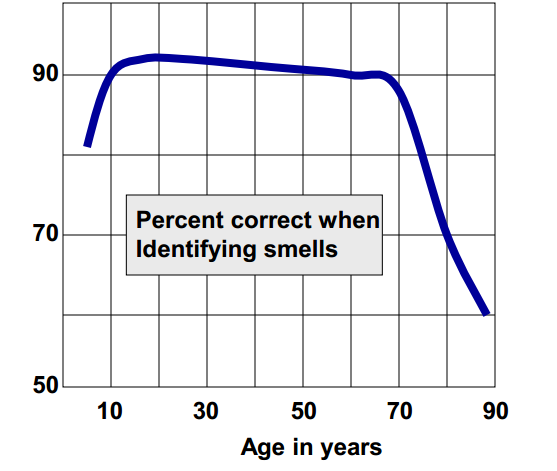 90
Percent correct when
Identifying smells
70
50
10 30 50 70 90
Age in years